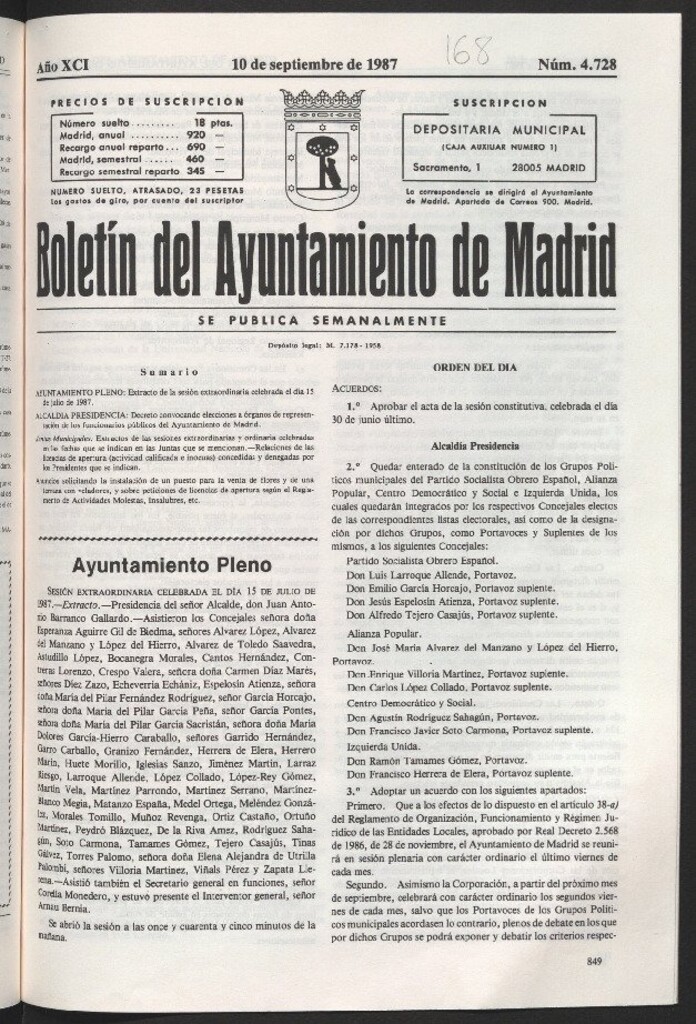 168
Año XCI 10 de septiembre de 1987 Núm. 4.728
PRECIOS DE SUSCRIPCION
Número suelto ......... 18 ptas.
Madrid, anual .......... 920 —
Recargo anual reparto ... 690 —
Madrid, semestral ...... 460 —
Recargo semestral reparto 345 —
NUMERO SUELTO, ATRASADO, 23 PESETAS
Los gastos de giro, por cuenta del suscriptor
SUSCRIPCION
DEPOSITARIA MUNICIPAL
(CAJA AUXILIAR NUMERO 1)
Sacramento, 1 28005 MADRID
La correspondencia se dirigirá al Ayuntamiento
de Madrid. Apartado de Correos 900. Madrid.
Boletín del Ayuntamiento de Madrid
SE PUBLICA SEMANALMENTE
Depósito legal: M. 7.178 - 1958
Sumario
AYUNTAMIENTO PLENO: Extracto de la sesión extraordinaria celebrada el día 15
de julio de 1987.
ALCALDIA PRESIDENCIA: Decreto convocando elecciones a órganos de represen-
tación de los funcionarios públicos del Ayuntamiento de Madrid.
Juntas Municipales. Extractos de las sesiones extraordinarias y ordinaria celebradas
en las fechas que se indican en las Juntas que se mencionan.—Relaciones de las
licencias de apertura (actividad calificada e inocuas) concedidas y denegadas por
los Presidentes que se indican.
Anuncios solicitando la instalación de un puesto para la venta de flores y de una
terraza con veladores, y sobre peticiones de licencias de apertura según el Regla-
mento de Actividades Molestas, Insalubres, etc.
Ayuntamiento Pleno
SESIÓN EXTRAORDINARIA CELEBRADA EL DÍA 15 DE JULIO DE
1987.—Extracto.—Presidencia del señor Alcalde, don Juan Anto-
nio Barranco Gallardo.—Asistieron los Concejales señora doña
Esperanza Aguirre Gil de Biedma, señores Alvarez López, Alvarez
del Manzano y López del Hierro, Alvarez de Toledo Saavedra,
Astudillo López, Bocanegra Morales, Cantos Hernández, Con-
treras Lorenzo, Crespo Valera, señora doña Carmen Díaz Marés,
señores Díez Zazo, Echeverría Echániz, Espelosín Atienza, señora
doña María del Pilar Fernández Rodríguez, señor García Horcajo,
señora doña María del Pilar García Peña, señor García Pontes,
señora doña María del Pilar García Sacristán, señora doña María
Dolores García-Hierro Caraballo, señores Garrido Hernández,
Garro Carballo, Granizo Fernández, Herrera de Elera, Herrero
Marín, Huete Morillo, Iglesias Sanzo, Jiménez Martín, Larraz
Riesgo, Larroque Allende, López Collado, López-Rey Gómez,
Martín Vela, Martínez Parrondo, Martínez Serrano, Martínez-
Blanco Megía, Matanzo España, Medel Ortega, Meléndez Gonzá-
lez, Morales Tomillo, Muñoz Revenga, Ortiz Castaño, Ortuño
Martínez, Peydró Blázquez, De la Riva Amez, Rodríguez Saha-
gún, Soto Carmona, Tamames Gómez, Tejero Casajús, Tinas
Gálvez, Torres Palomo, señora doña Elena Alejandra de Utrilla
Palombi, señores Villoria Martínez, Viñals Pérez y Zapata Lle-
rena.—Asistió también el Secretario general en funciones, señor
Corella Monedero, y estuvo presente el Interventor general, señor
Arnau Bernia.
Se abrió la sesión a las once y cuarenta y cinco minutos de la
mañana.
ORDEN DEL DIA
ACUERDOS:
1.º Aprobar el acta de la sesión constitutiva, celebrada el día
30 de junio último.
Alcaldía Presidencia
2.º Quedar enterado de la constitución de los Grupos Polí-
ticos municipales del Partido Socialista Obrero Español, Alianza
Popular, Centro Democrático y Social e Izquierda Unida, los
cuales quedarán integrados por los respectivos Concejales electos
de las correspondientes listas electorales, así como de la designa-
ción por dichos Grupos, como Portavoces y Suplentes de los
mismos, a los siguientes Concejales:
Partido Socialista Obrero Español.
Don Luis Larroque Allende, Portavoz.
Don Emilio García Horcajo, Portavoz suplente.
Don Jesús Espelosín Atienza, Portavoz suplente.
Don Alfredo Tejero Casajús, Portavoz suplente.
Alianza Popular.
Don José María Alvarez del Manzano y López del Hierro,
Portavoz.
Don Enrique Villoria Martínez, Portavoz suplente.
Don Carlos López Collado, Portavoz suplente.
Centro Democrático y Social.
Don Agustín Rodríguez Sahagún, Portavoz.
Don Francisco Javier Soto Carmona, Portavoz suplente.
Izquierda Unida.
Don Ramón Tamames Gómez, Portavoz.
Don Francisco Herrera de Elera, Portavoz suplente.
3.º Adoptar un acuerdo con los siguientes apartados:
Primero. Que a los efectos de lo dispuesto en el artículo 38-a)
del Reglamento de Organización, Funcionamiento y Régimen Ju-
rídico de las Entidades Locales, aprobado por Real Decreto 2.568
de 1986, de 28 de noviembre, el Ayuntamiento de Madrid se reuni-
rá en sesión plenaria con carácter ordinario el último viernes de
cada mes.
Segundo. Asimismo la Corporación, a partir del próximo mes
de septiembre, celebrará con carácter ordinario los segundos vier-
nes de cada mes, salvo que los Portavoces de los Grupos Políti-
cos municipales acordasen lo contrario, plenos de debate en los que
por dichos Grupos se podrá exponer y debatir los criterios respec-
849